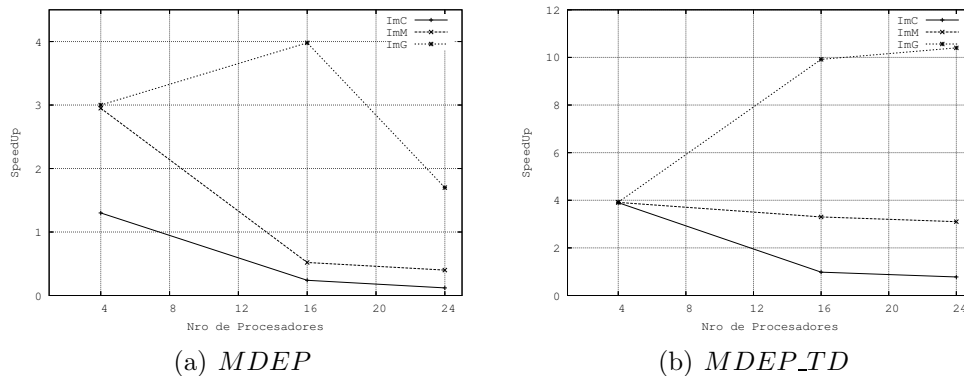 ImC
ImM
ImG
4
3
2
1
0
SpeedUp
4 8 12 16 20 24
Nro de Procesadores
(a) MDEP
ImC
ImM
ImG
12
10
8
6
4
2
0
SpeedUp
4 8 12 16 20 24
Nro de Procesadores
(b) MDEP_TD